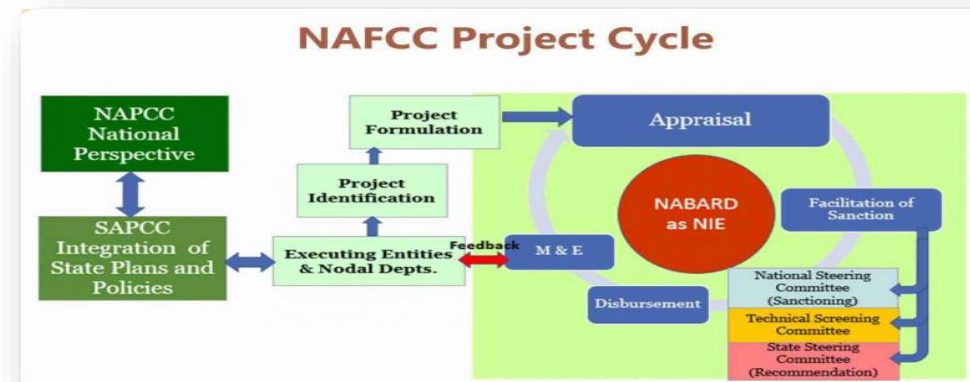 NAFCC Project Cycle
NAPCC
National
Perspective
SAPCC
Integration of
State Plans and
Policies
Project
Formulation
Project
Identification
Executing Entities
& Nodal Depts.
Feedback
Appraisal
NABARD
as NIE
Facilitation of
Sanction
M & E
Disbursement
National Steering
Committee
(Sanctioning)
Technical Screening
Committee
State Steering
Committee
(Recommendation)